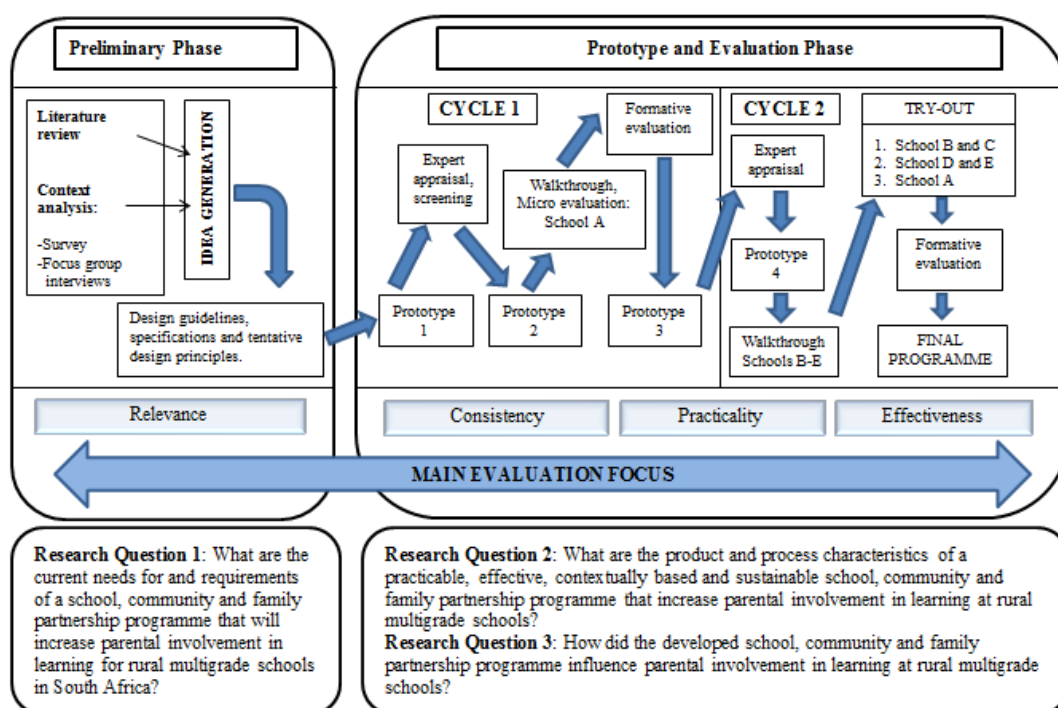 Preliminary Phase
Literature
review
Context
analysis:
-Survey
-Focus group
interviews
IDEA GENERATION
Design guidelines,
specifications and tentative
design principles.
Prototype and Evaluation Phase
CYCLE 1
Expert
appraisal,
screening
Prototype
1
Prototype
2
Walkthrough,
Micro evaluation:
School A
Formative
evaluation
Prototype
3
CYCLE 2
Expert
appraisal
Prototype
4
Walkthrough
Schools B-E
TRY-OUT
1. School B and C
2. School D and E
3. School A
Formative
evaluation
FINAL
PROGRAMME
Relevance
Consistency
Practicality
Effectiveness
MAIN EVALUATION FOCUS
Research Question 1: What are the
current needs for and requirements
of a school, community and family
partnership programme that will
increase parental involvement in
learning for rural multigrade schools
in South Africa?
Research Question 2: What are the product and process characteristics of a
practicable, effective, contextually based and sustainable school, community and
family partnership programme that increase parental involvement in learning at rural
multigrade schools?
Research Question 3: How did the developed school, community and family
partnership programme influence parental involvement in learning at rural multigrade
schools?